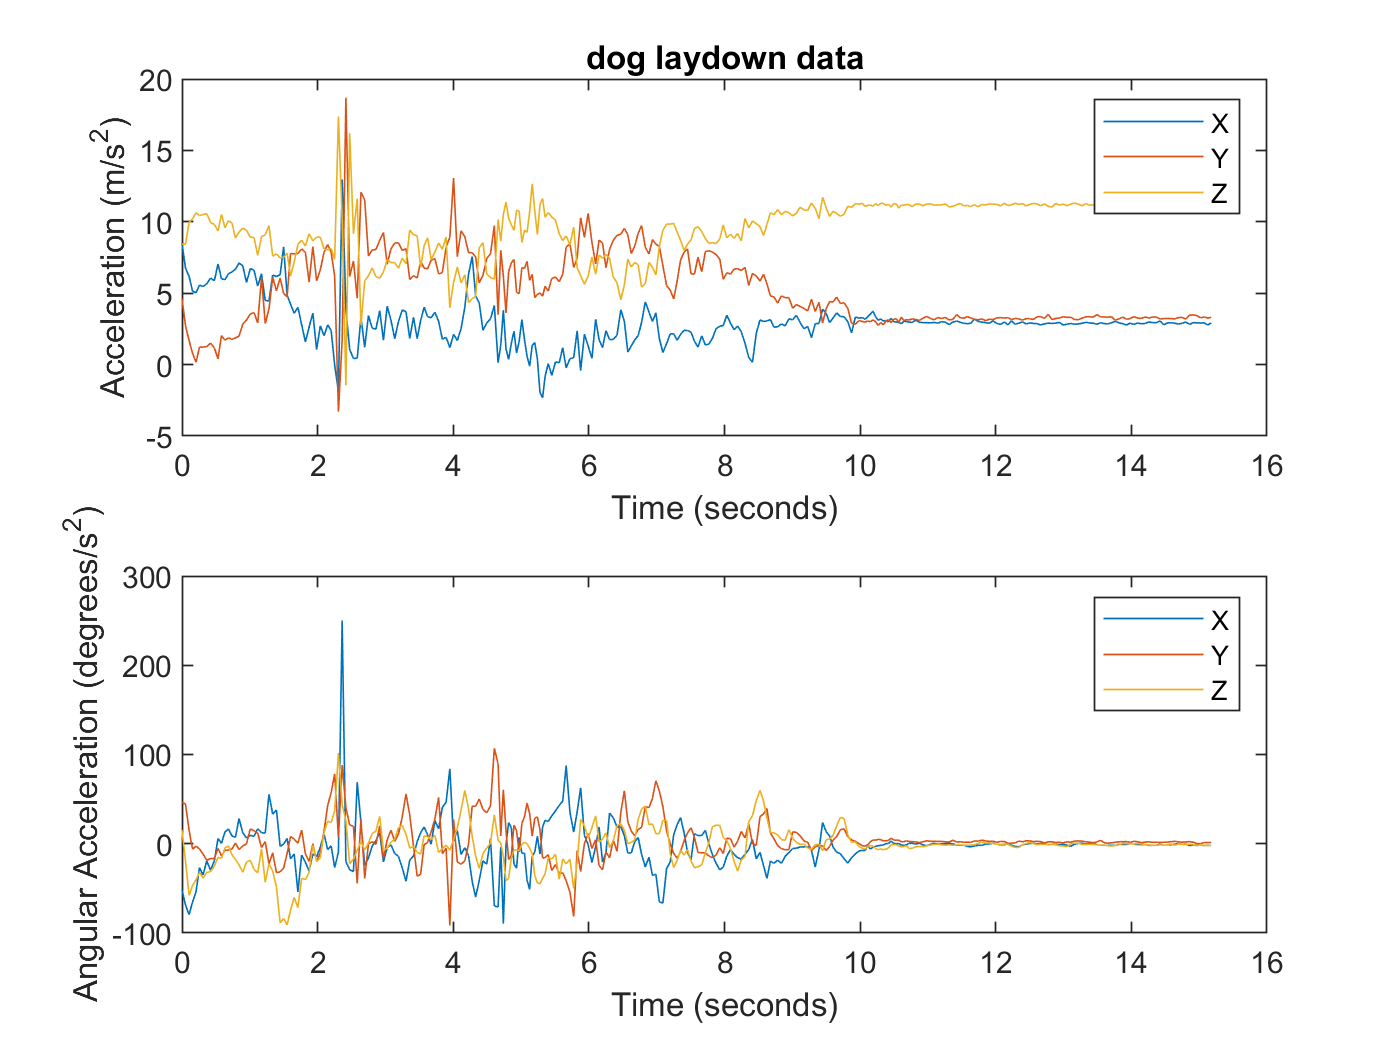 dog laydown data
Acceleration (m/s²)
20
15
10
5
0
-5
X
Y
Z
0 2 4 6 8 10 12 14 16
Time (seconds)
Angular Acceleration (degrees/s²)
300
200
100
0
-100
X
Y
Z
0 2 4 6 8 10 12 14 16
Time (seconds)